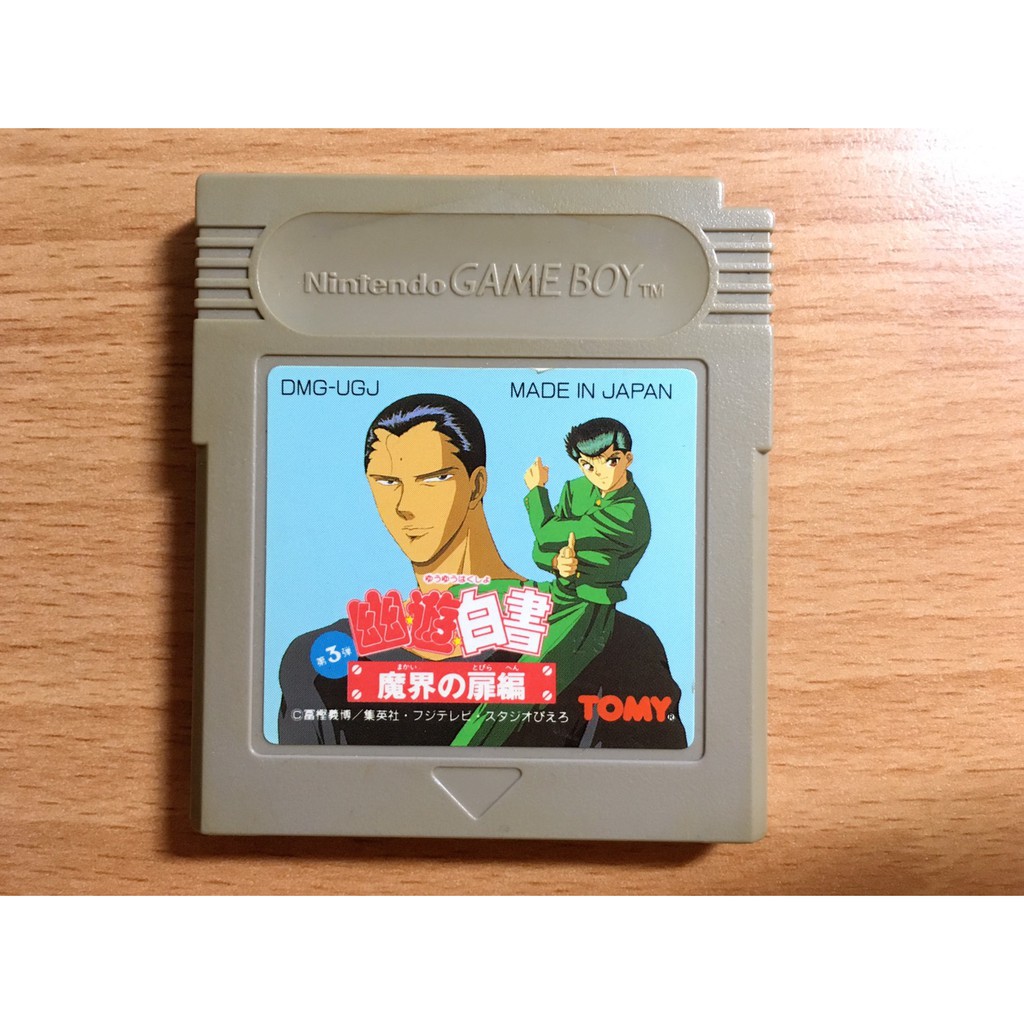 Nintendo GAME BOY TM
DMG-UGJ MADE IN JAPAN
ゆうゆうはくしょ
幽★遊★白書
第3弾
まかい とびら へん
魔界の扉編
TOMY
©冨樫義博／集英社・フジテレビ・スタジオぴえろ